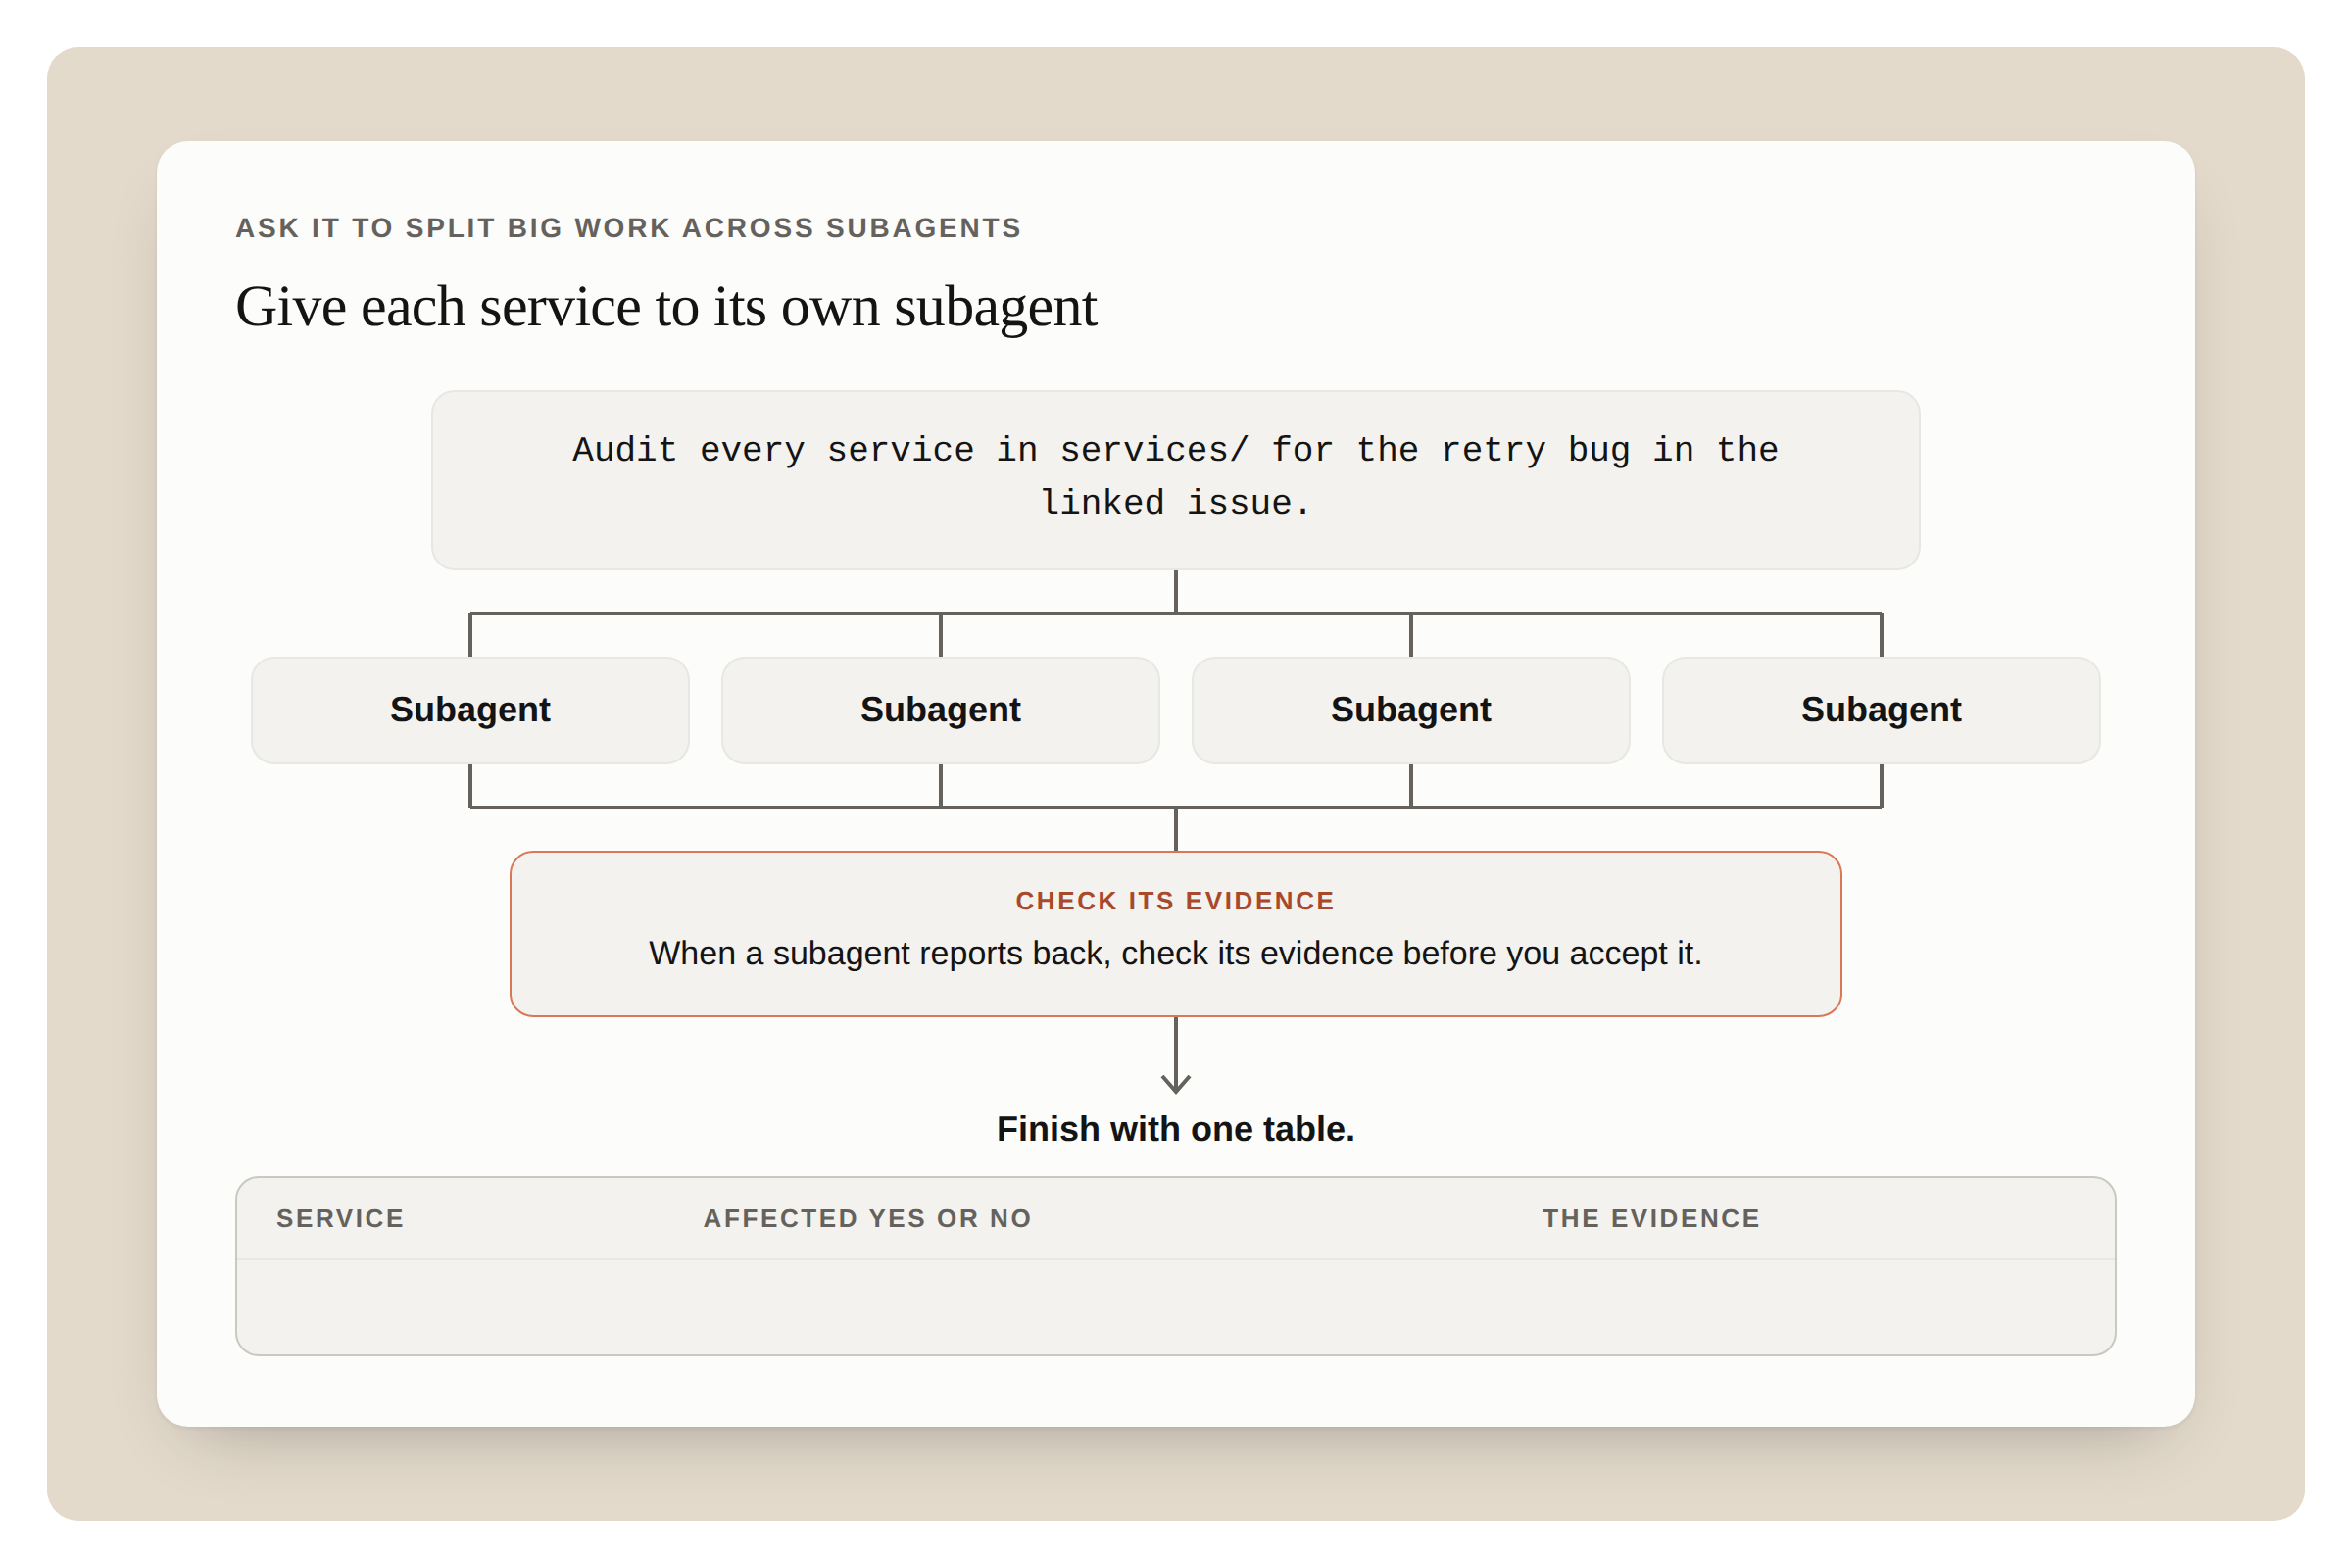 ASK IT TO SPLIT BIG WORK ACROSS SUBAGENTS
Give each service to its own subagent
Audit every service in services/ for the retry bug in the
linked issue.
Subagent
Subagent
Subagent
Subagent
CHECK ITS EVIDENCE
When a subagent reports back, check its evidence before you accept it.
Finish with one table.
SERVICE
AFFECTED YES OR NO
THE EVIDENCE